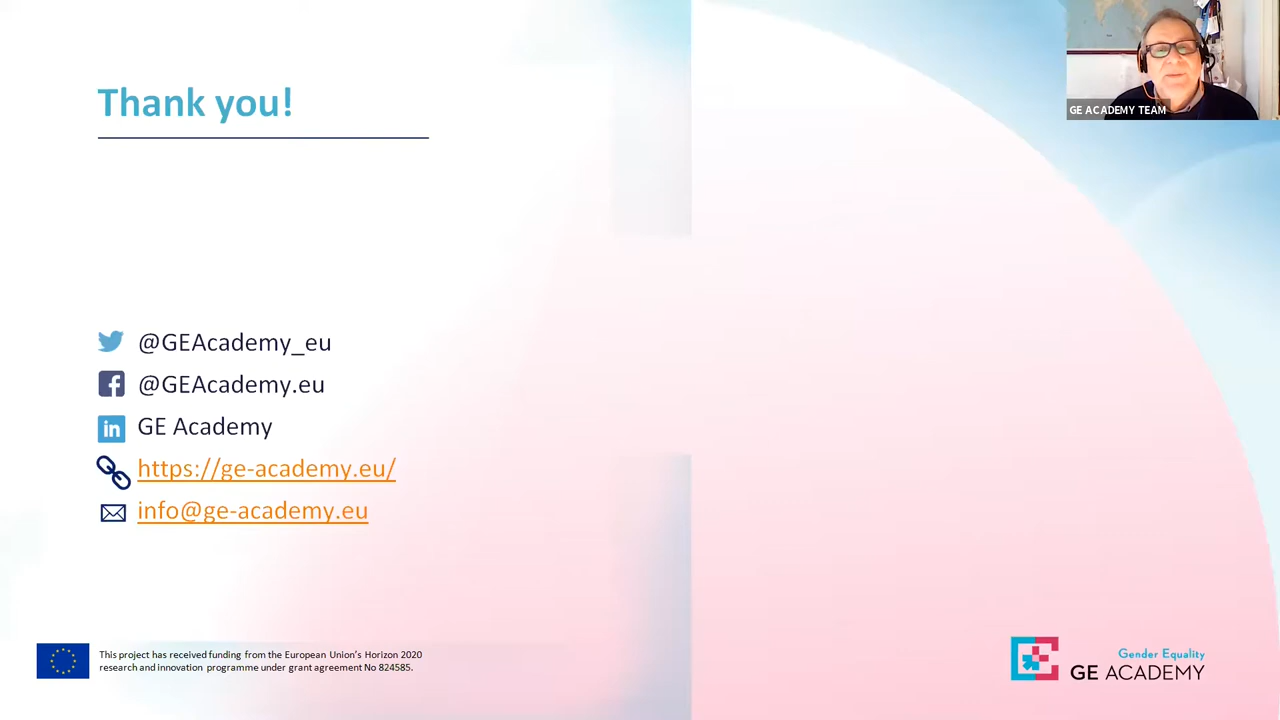 Thank you!
GE ACADEMY TEAM
@GEAcademy_eu
@GEAcademy.eu
in GE Academy
https://ge-academy.eu/
info@ge-academy.eu
This project has received funding from the European Union's Horizon 2020
research and innovation programme under grant agreement No 824585.
Gender Equality
GE ACADEMY